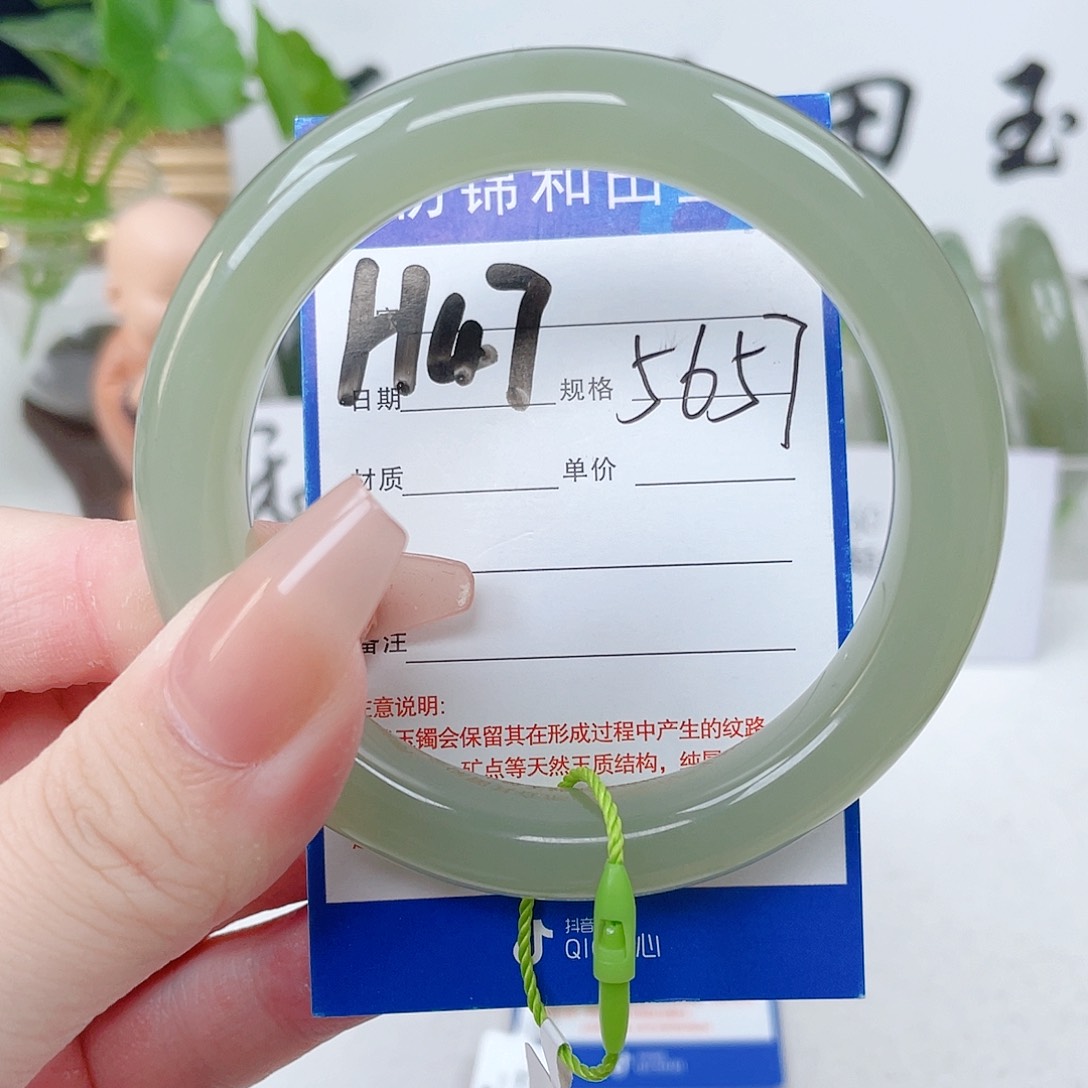 田玉
锦和田
H47
日期 规格 5657
材质 单价
备注
注意说明:
玉镯会保留其在形成过程中产生的纹路
矿点等天然玉质结构，纯属
抖音
QI 心